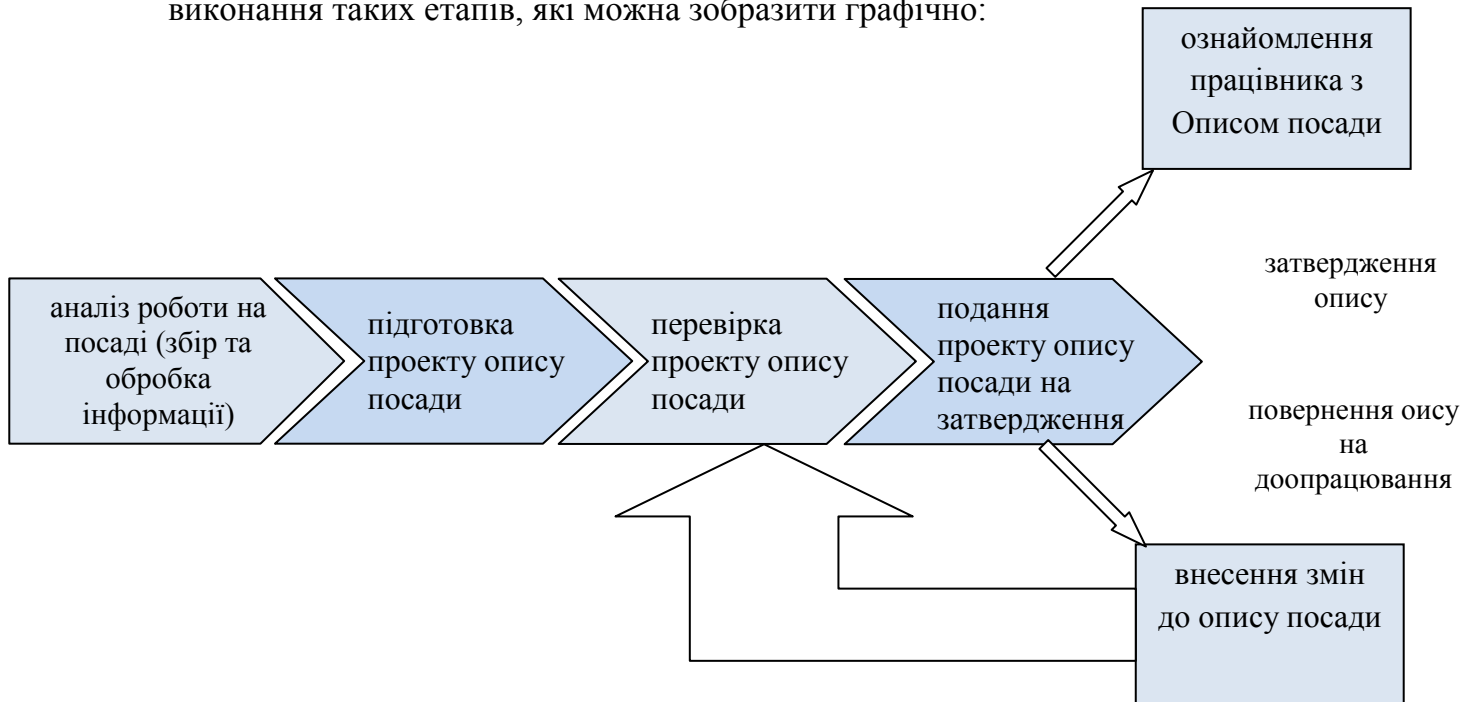 виконання таких етапів, які можна зобразити графічно:
ознайомлення
працівника з
Описом посади
затвердження
опису
аналіз роботи на
посаді (збір та
обробка
інформації)
підготовка
проекту опису
посади
перевірка
проекту опису
посади
подання
проекту опису
посади на
затвердження
повернення оису
на
доопрацювання
внесення змін
до опису посади